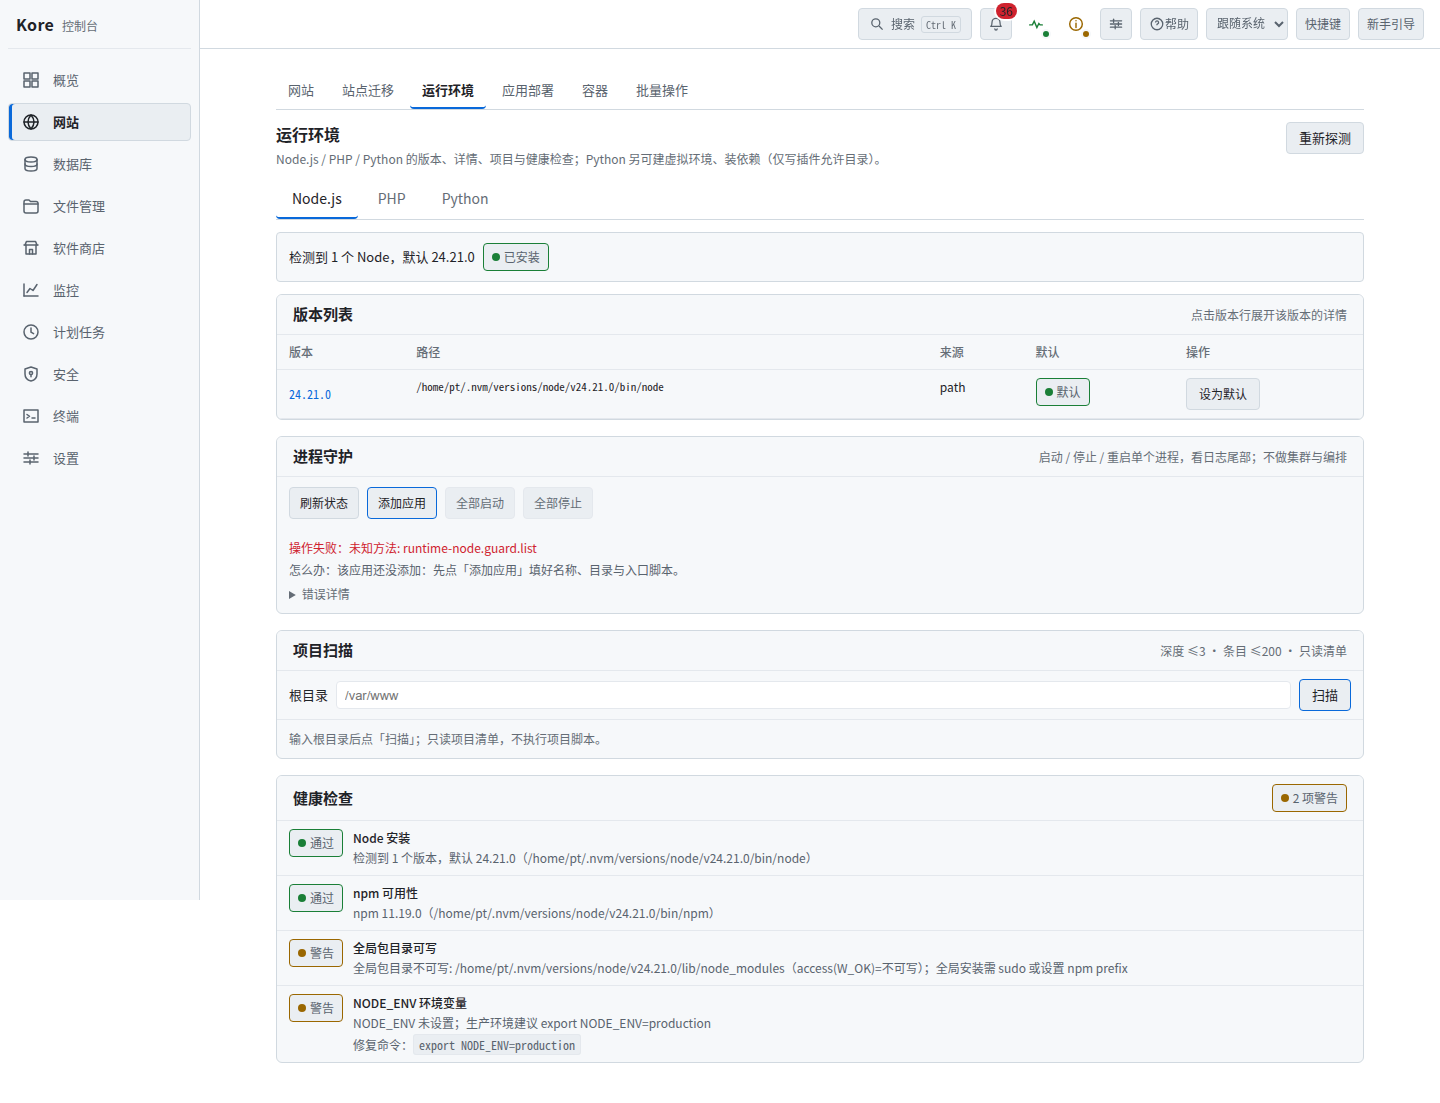 Kore 控制台
搜索 Ctrl K 36 帮助 跟随系统 快捷键 新手引导
概览
网站
数据库
文件管理
软件商店
监控
计划任务
安全
终端
设置
网站 站点迁移 运行环境 应用部署 容器 批量操作
运行环境
重新探测
Node.js / PHP / Python 的版本、详情、项目与健康检查；Python 另可建虚拟环境、装依赖（仅写插件允许目录）。
Node.js PHP Python
检测到 1 个 Node，默认 24.21.0 已安装
版本列表 点击版本行展开该版本的详情
版本 路径 来源 默认 操作
24.21.0 /home/pt/.nvm/versions/node/v24.21.0/bin/node path 默认 设为默认
进程守护 启动 / 停止 / 重启单个进程，看日志尾部；不做集群与编排
刷新状态 添加应用 全部启动 全部停止
操作失败：未知方法: runtime-node.guard.list
怎么办：该应用还没添加：先点「添加应用」填好名称、目录与入口脚本。
错误详情
项目扫描 深度 ≤3 · 条目 ≤200 · 只读清单
根目录 /var/www 扫描
输入根目录后点「扫描」；只读项目清单，不执行项目脚本。
健康检查 2 项警告
通过 Node 安装
检测到 1 个版本，默认 24.21.0（/home/pt/.nvm/versions/node/v24.21.0/bin/node）
通过 npm 可用性
npm 11.19.0（/home/pt/.nvm/versions/node/v24.21.0/bin/npm）
警告 全局包目录可写
全局包目录不可写: /home/pt/.nvm/versions/node/v24.21.0/lib/node_modules（access(W_OK)=不可写）；全局安装需 sudo 或设置 npm prefix
警告 NODE_ENV 环境变量
NODE_ENV 未设置；生产环境建议 export NODE_ENV=production
修复命令： export NODE_ENV=production